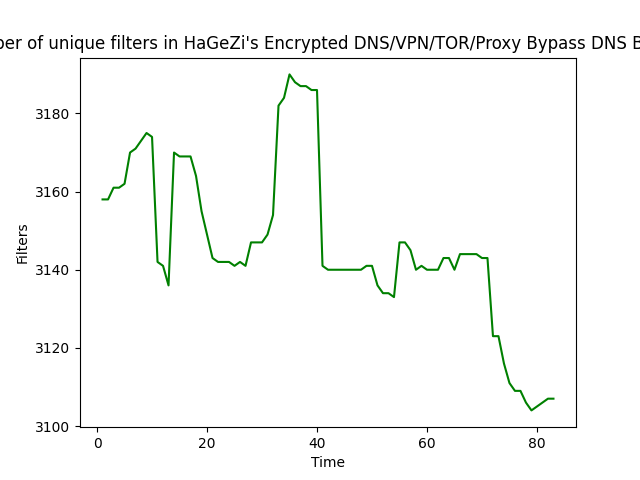 ber of unique filters in HaGeZi's Encrypted DNS/VPN/TOR/Proxy Bypass DNS B
3180
3160
3140
3120
3100
Filters
0 20 40 60 80
Time